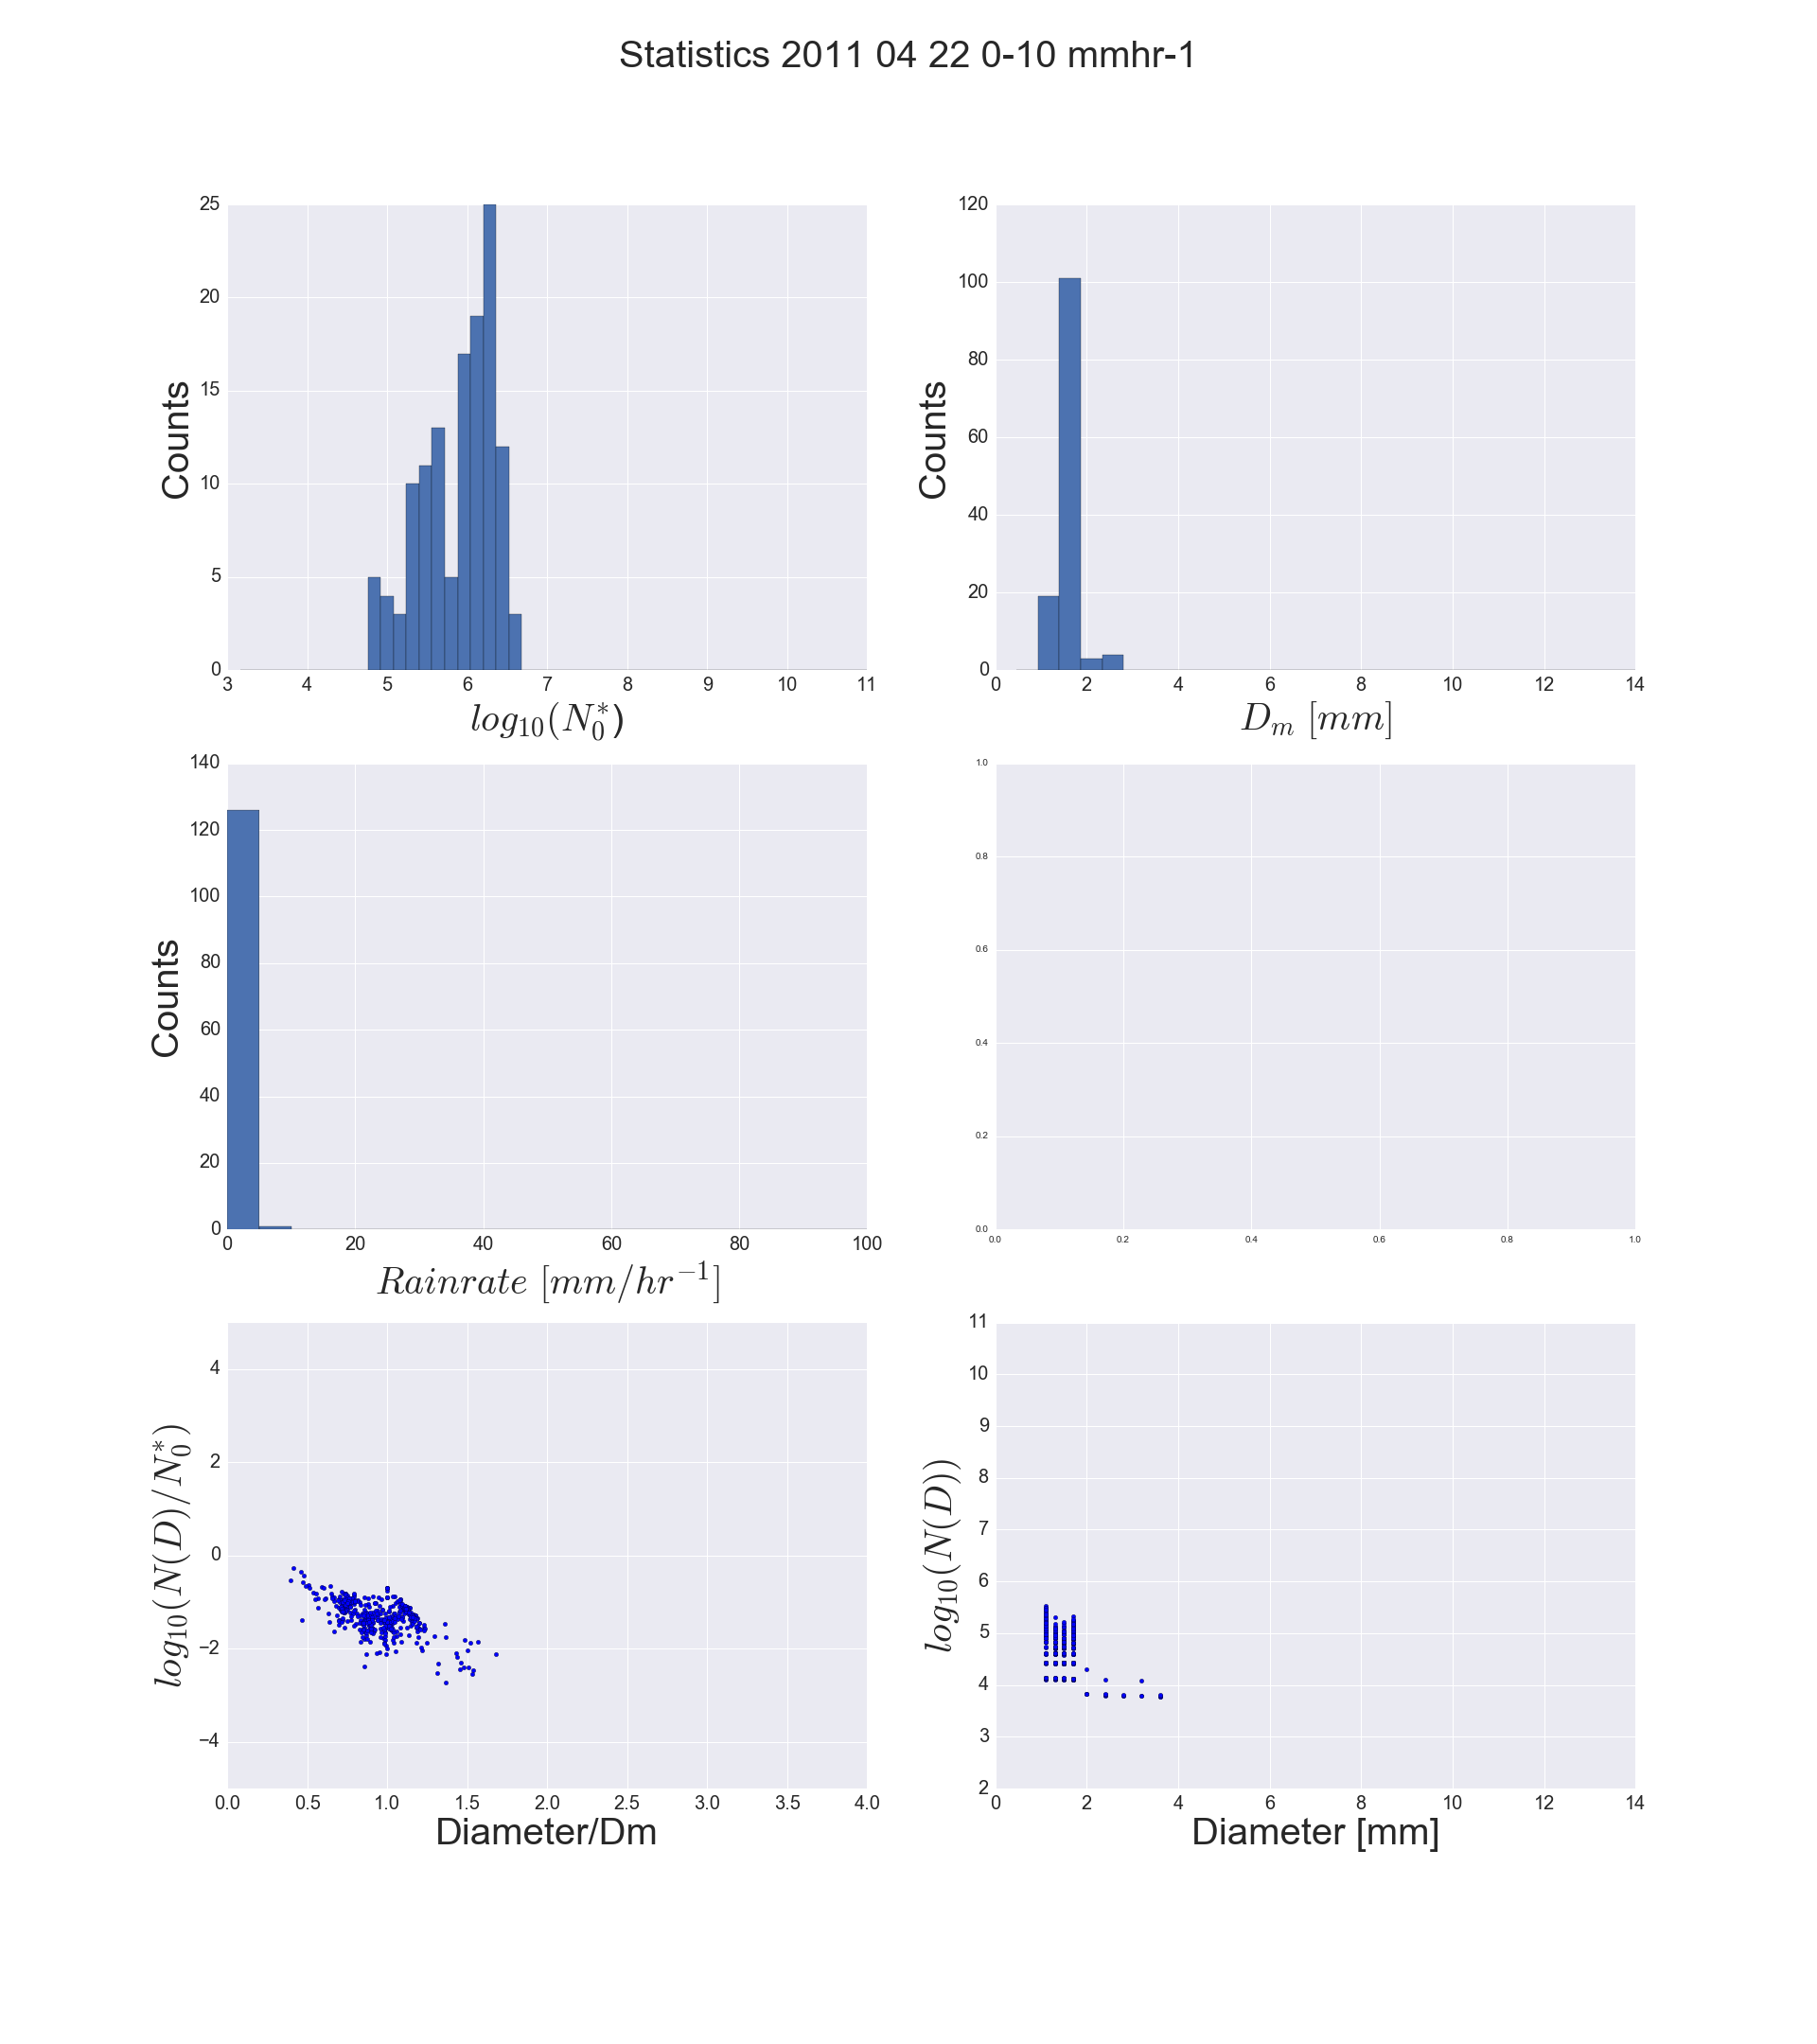 Statistics 2011 04 22 0-10 mmhr-1
25
20
15
10
5
0
Counts
3 4 5 6 7 8 9 10 11
log₁₀(N₀*)
120
100
80
60
40
20
0
Counts
0 2 4 6 8 10 12 14
Dₘ [mm]
140
120
100
80
60
40
20
0
Counts
0 20 40 60 80 100
Rainrate [mm/hr⁻¹]
1.0
0.8
0.6
0.4
0.2
0.0
0.0 0.2 0.4 0.6 0.8 1.0
4
2
0
−2
−4
log₁₀(N(D)/N₀*)
0.0 0.5 1.0 1.5 2.0 2.5 3.0 3.5 4.0
Diameter/Dm
11
10
9
8
7
6
5
4
3
2
log₁₀(N(D))
0 2 4 6 8 10 12 14
Diameter [mm]